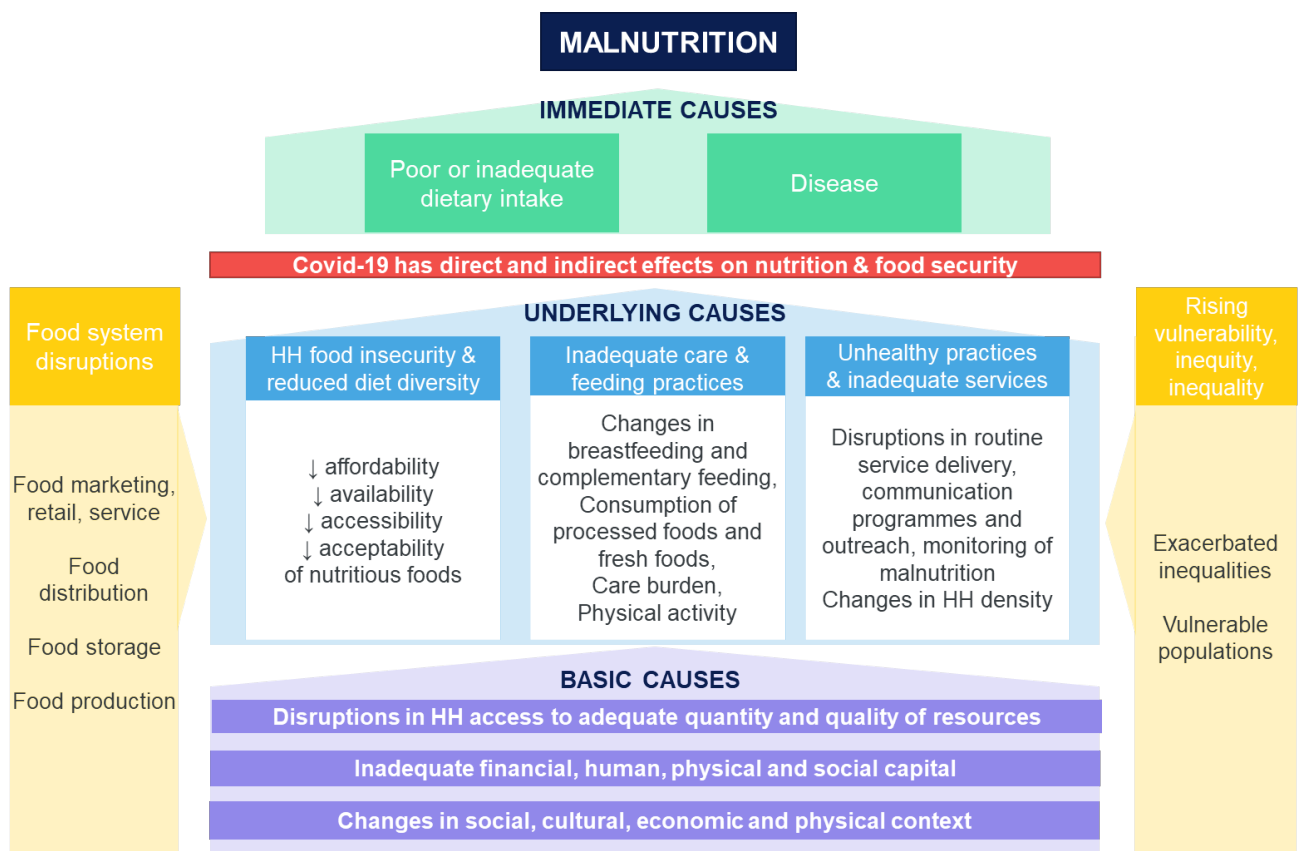 MALNUTRITION
IMMEDIATE CAUSES
Poor or inadequate
dietary intake
Disease
Covid-19 has direct and indirect effects on nutrition & food security
Food system
disruptions
Food marketing,
retail, service
Food
distribution
Food storage
Food production
UNDERLYING CAUSES
HH food insecurity &
reduced diet diversity
↓ affordability
↓ availability
↓ accessibility
↓ acceptability
of nutritious foods
Inadequate care &
feeding practices
Changes in
breastfeeding and
complementary feeding,
Consumption of
processed foods and
fresh foods,
Care burden,
Physical activity
Unhealthy practices
& inadequate services
Disruptions in routine
service delivery,
communication
programmes and
outreach, monitoring of
malnutrition
Changes in HH density
Rising
vulnerability,
inequity,
inequality
Exacerbated
inequalities
Vulnerable
populations
BASIC CAUSES
Disruptions in HH access to adequate quantity and quality of resources
Inadequate financial, human, physical and social capital
Changes in social, cultural, economic and physical context